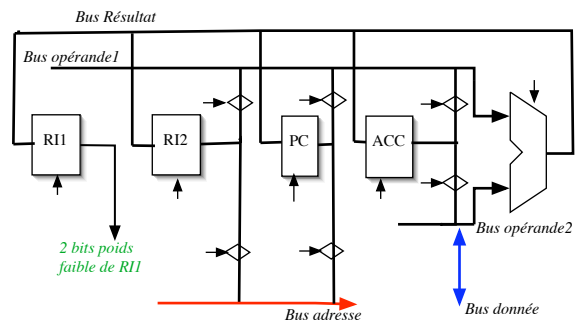 Bus Résultat
Bus opérande1
RI1
RI2
PC
ACC
2 bits poids
faible de RI1
Bus opérande2
Bus adresse
Bus donnée